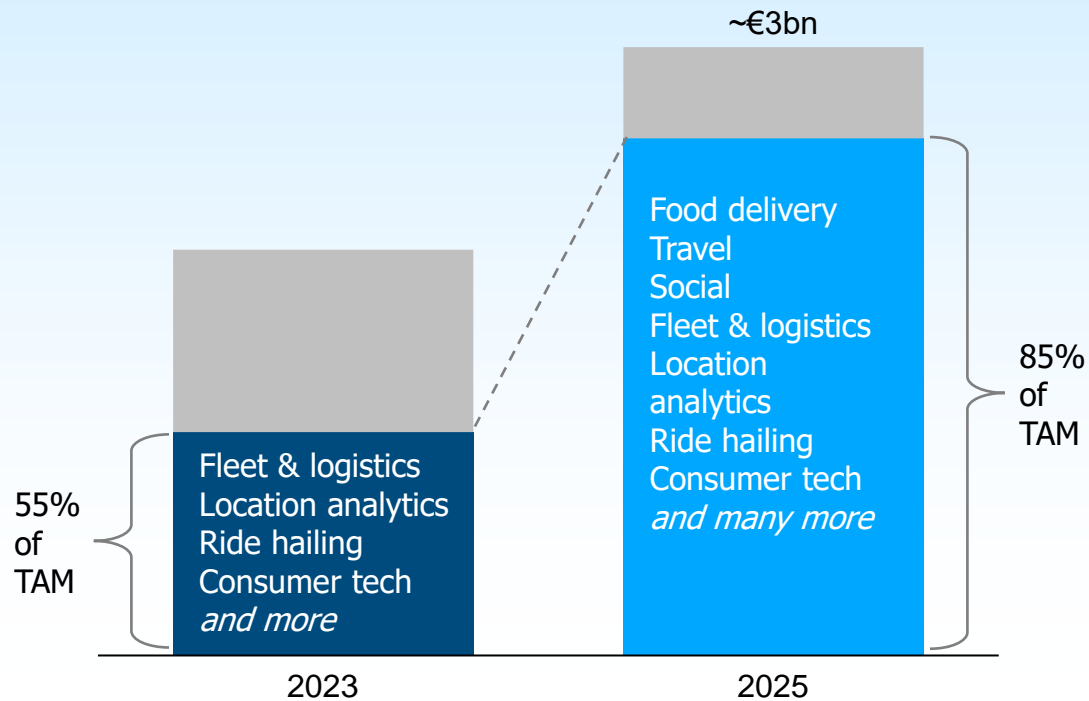 ~€3bn
Food delivery
Travel
Social
Fleet & logistics
Location
analytics
Ride hailing
Consumer tech
and many more
85%
of
TAM
Fleet & logistics
Location analytics
Ride hailing
Consumer tech
and more
55%
of
TAM
2023
2025